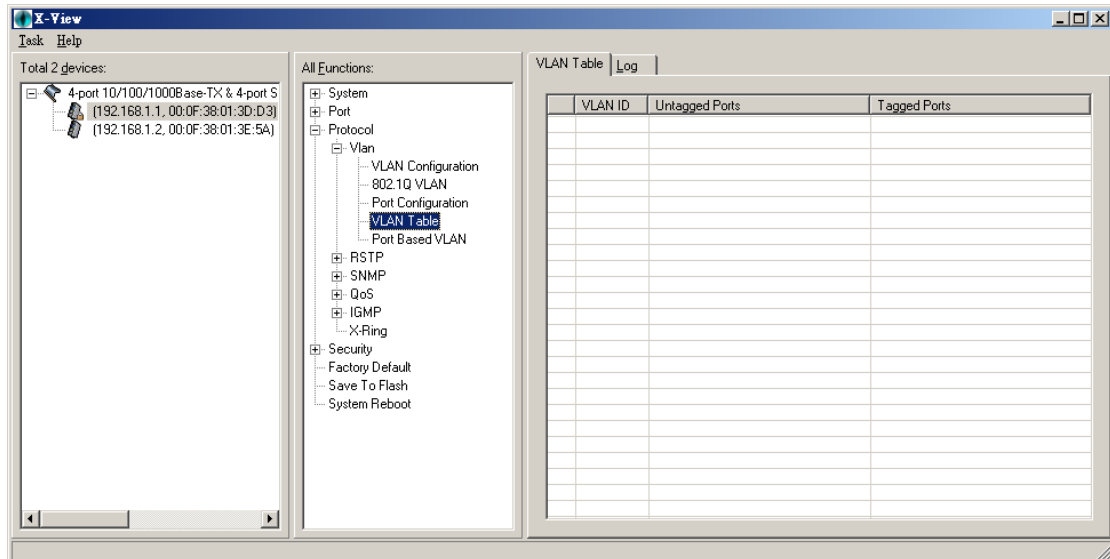 X-View
Task Help
Total 2 devices:
4-port 10/100/1000Base-TX & 4-port S
(192.168.1.1, 00:0F:38:01:3D:D3)
(192.168.1.2, 00:0F:38:01:3E:5A)
All Functions:
System
Port
Protocol
Vlan
VLAN Configuration
802.1Q VLAN
Port Configuration
VLAN Table
Port Based VLAN
RSTP
SNMP
QoS
IGMP
X-Ring
Security
Factory Default
Save To Flash
System Reboot
VLAN Table Log
VLAN ID Untagged Ports Tagged Ports